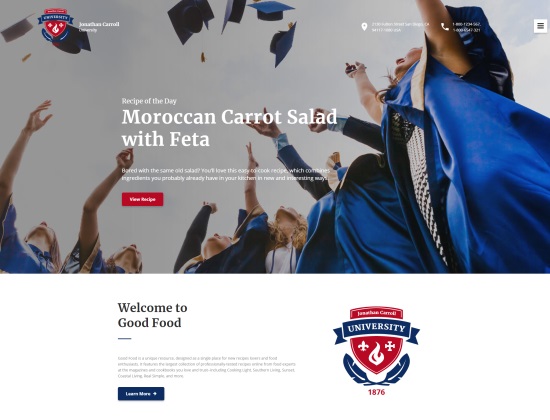 Jonathan Carroll
UNIVERSITY
Jonathan Carroll
University
1-800-1234-567,
1-800-6547-321
Recipe of the Day
Moroccan Carrot Salad
with Feta
Bored with the same old salad? You'll love this easy-to-cook recipe, which combines
ingredients you probably already have in your kitchen in new and interesting ways.
View Recipe
Welcome to
Good Food
Good Food is a unique resource, designed as a single place for new recipes lovers and food
enthusiasts. It features the largest collection of professionally tested recipes online from food experts
at the magazines and cookbooks you love and trust including Cooking Light, Southern Living, Sunset,
Coastal Living, Real Simple, and more.
Learn More
Jonathan Carroll
UNIVERSITY
1876